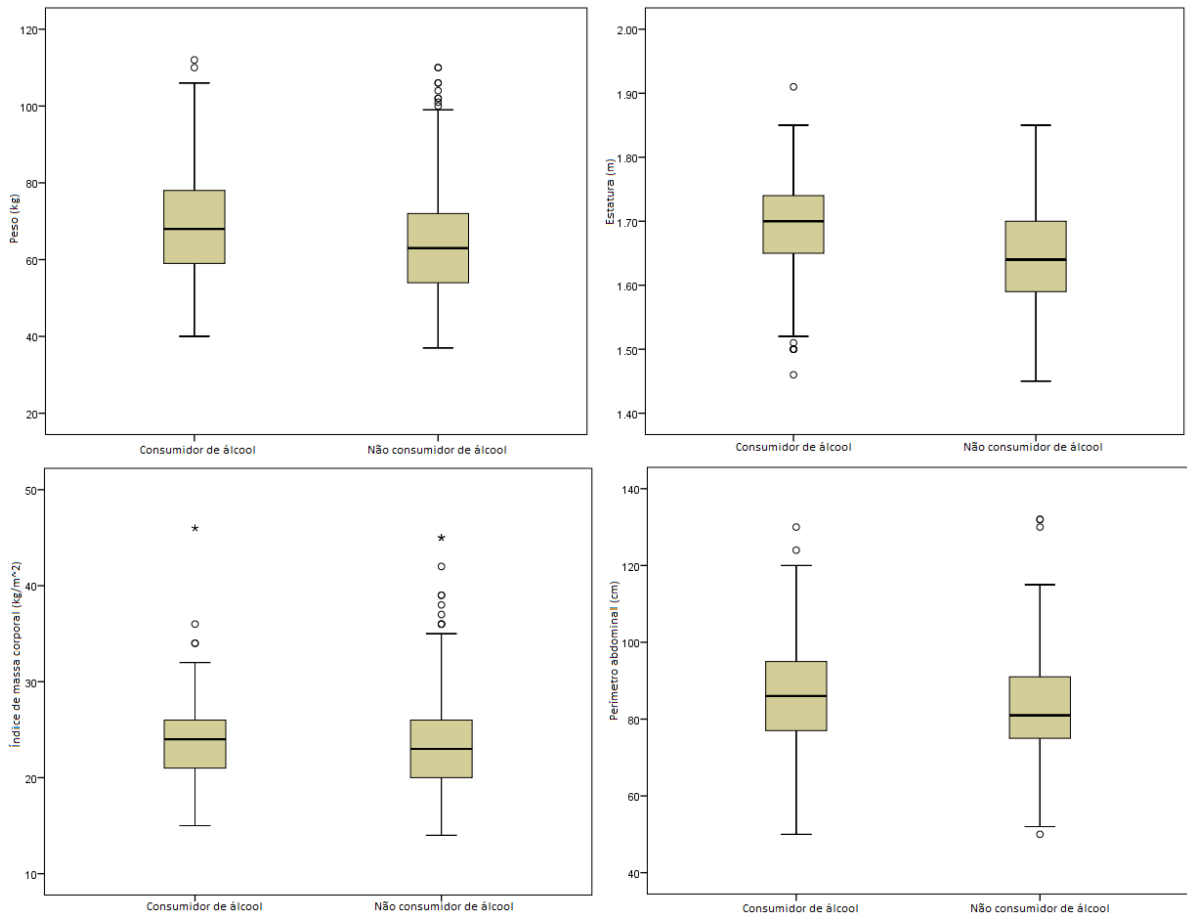 Peso (kg)
120
100
80
60
40
20
Consumidor de álcool
Não consumidor de álcool
Estatura (m)
2.00
1.90
1.80
1.70
1.60
1.50
1.40
Consumidor de álcool
Não consumidor de álcool
Índice de massa corporal (kg/m^2)
50
40
30
20
10
Consumidor de álcool
Não consumidor de álcool
Perímetro abdominall (cm)
140
120
100
80
60
40
Consumidor de álcool
Não consumidor de álcool